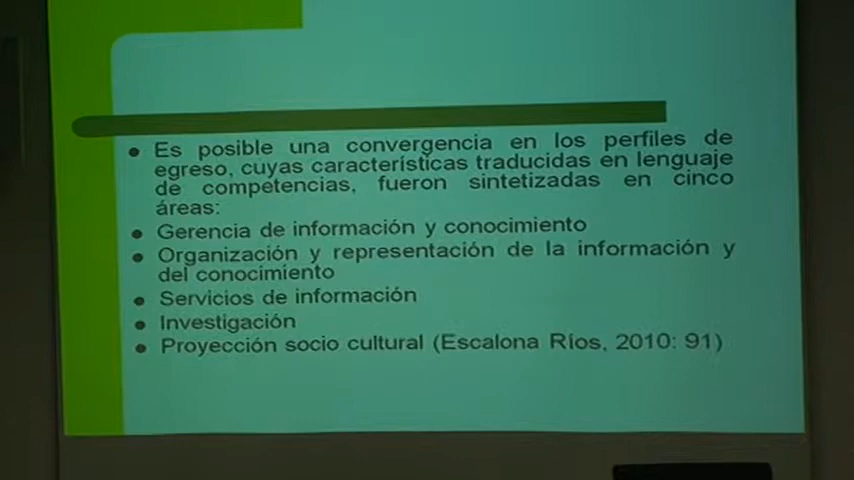 • Es posible una convergencia en los perfiles de
egreso, cuyas características traducidas en lenguaje
de competencias, fueron sintetizadas en cinco
áreas:
• Gerencia de información y conocimiento
• Organización y representación de la información y
del conocimiento
• Servicios de información
• Investigación
• Proyección socio cultural (Escalona Ríos, 2010: 91)